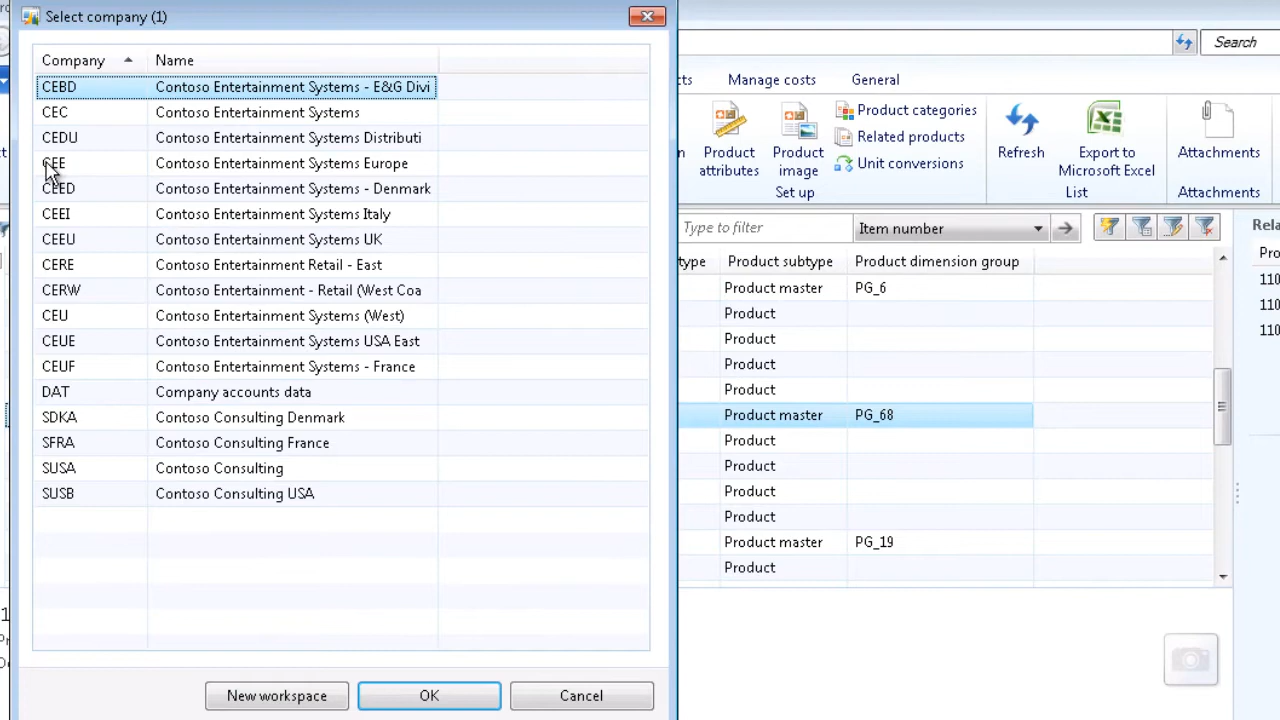 Select company (1)
Company Name
CEBD Contoso Entertainment Systems - E&G Divi
CEC Contoso Entertainment Systems
CEDU Contoso Entertainment Systems Distributi
CEE Contoso Entertainment Systems Europe
CEED Contoso Entertainment Systems - Denmark
CEEI Contoso Entertainment Systems Italy
CEEU Contoso Entertainment Systems UK
CERE Contoso Entertainment Retail - East
CERW Contoso Entertainment - Retail (West Coa
CEU Contoso Entertainment Systems (West)
CEUE Contoso Entertainment Systems USA East
CEUF Contoso Entertainment Systems - France
DAT Company accounts data
SDKA Contoso Consulting Denmark
SFRA Contoso Consulting France
SUSA Contoso Consulting
SUSB Contoso Consulting USA
New workspace OK Cancel
Search
Manage costs General
Product attributes
Product image
Product categories
Related products
Unit conversions
Set up
Refresh
Export to Microsoft Excel
List
Attachments
Attachments
Type to filter Item number
type Product subtype Product dimension group
Product master PG_6
Product
Product
Product
Product
Product master PG_68
Product
Product
Product
Product
Product master PG_19
Product
Rela
Pro
110
110
110